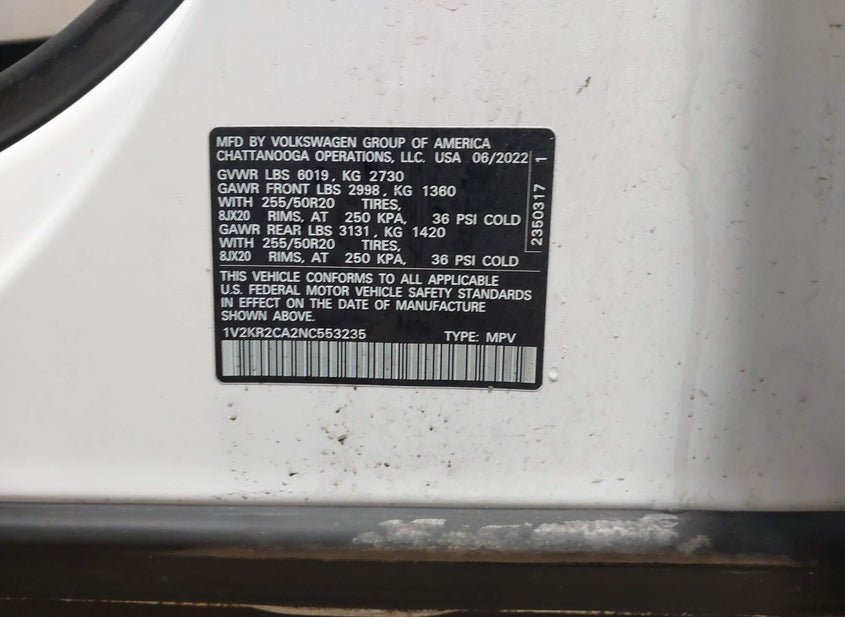 MFD BY VOLKSWAGEN GROUP OF AMERICA
CHATTANOOGA OPERATIONS, LLC. USA 06/2022
GVWR LBS 6019, KG 2730
GAWR FRONT LBS 2998, KG 1360
WITH 255/50R20 TIRES,
8JX20 RIMS, AT 250 KPA, 36 PSI COLD
GAWR REAR LBS 3131, KG 1420
WITH 255/50R20 TIRES,
8JX20 RIMS, AT 250 KPA, 36 PSI COLD
2350317 1
THIS VEHICLE CONFORMS TO ALL APPLICABLE
U.S. FEDERAL MOTOR VEHICLE SAFETY STANDARDS
IN EFFECT ON THE DATE OF MANUFACTURE
SHOWN ABOVE.
1V2KR2CA2NC553235 TYPE: MPV